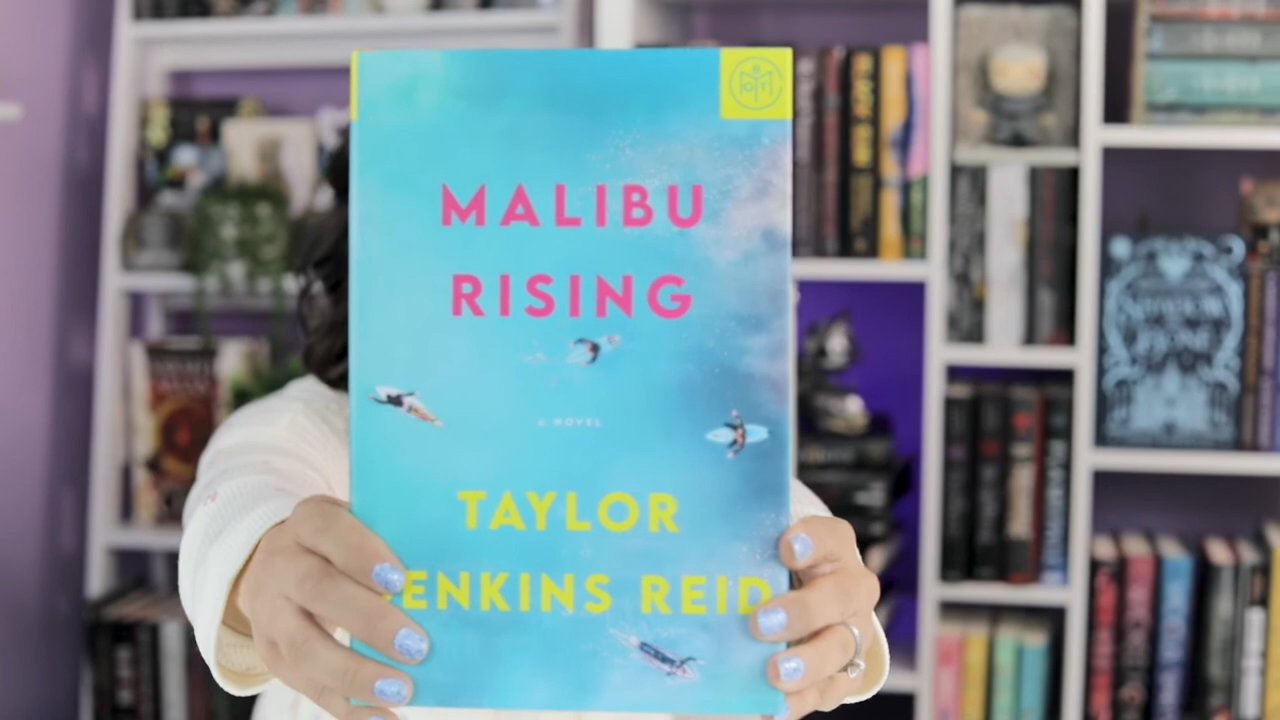 MALIBU
RISING
A NOVEL
TAYLOR
ENKINS REID